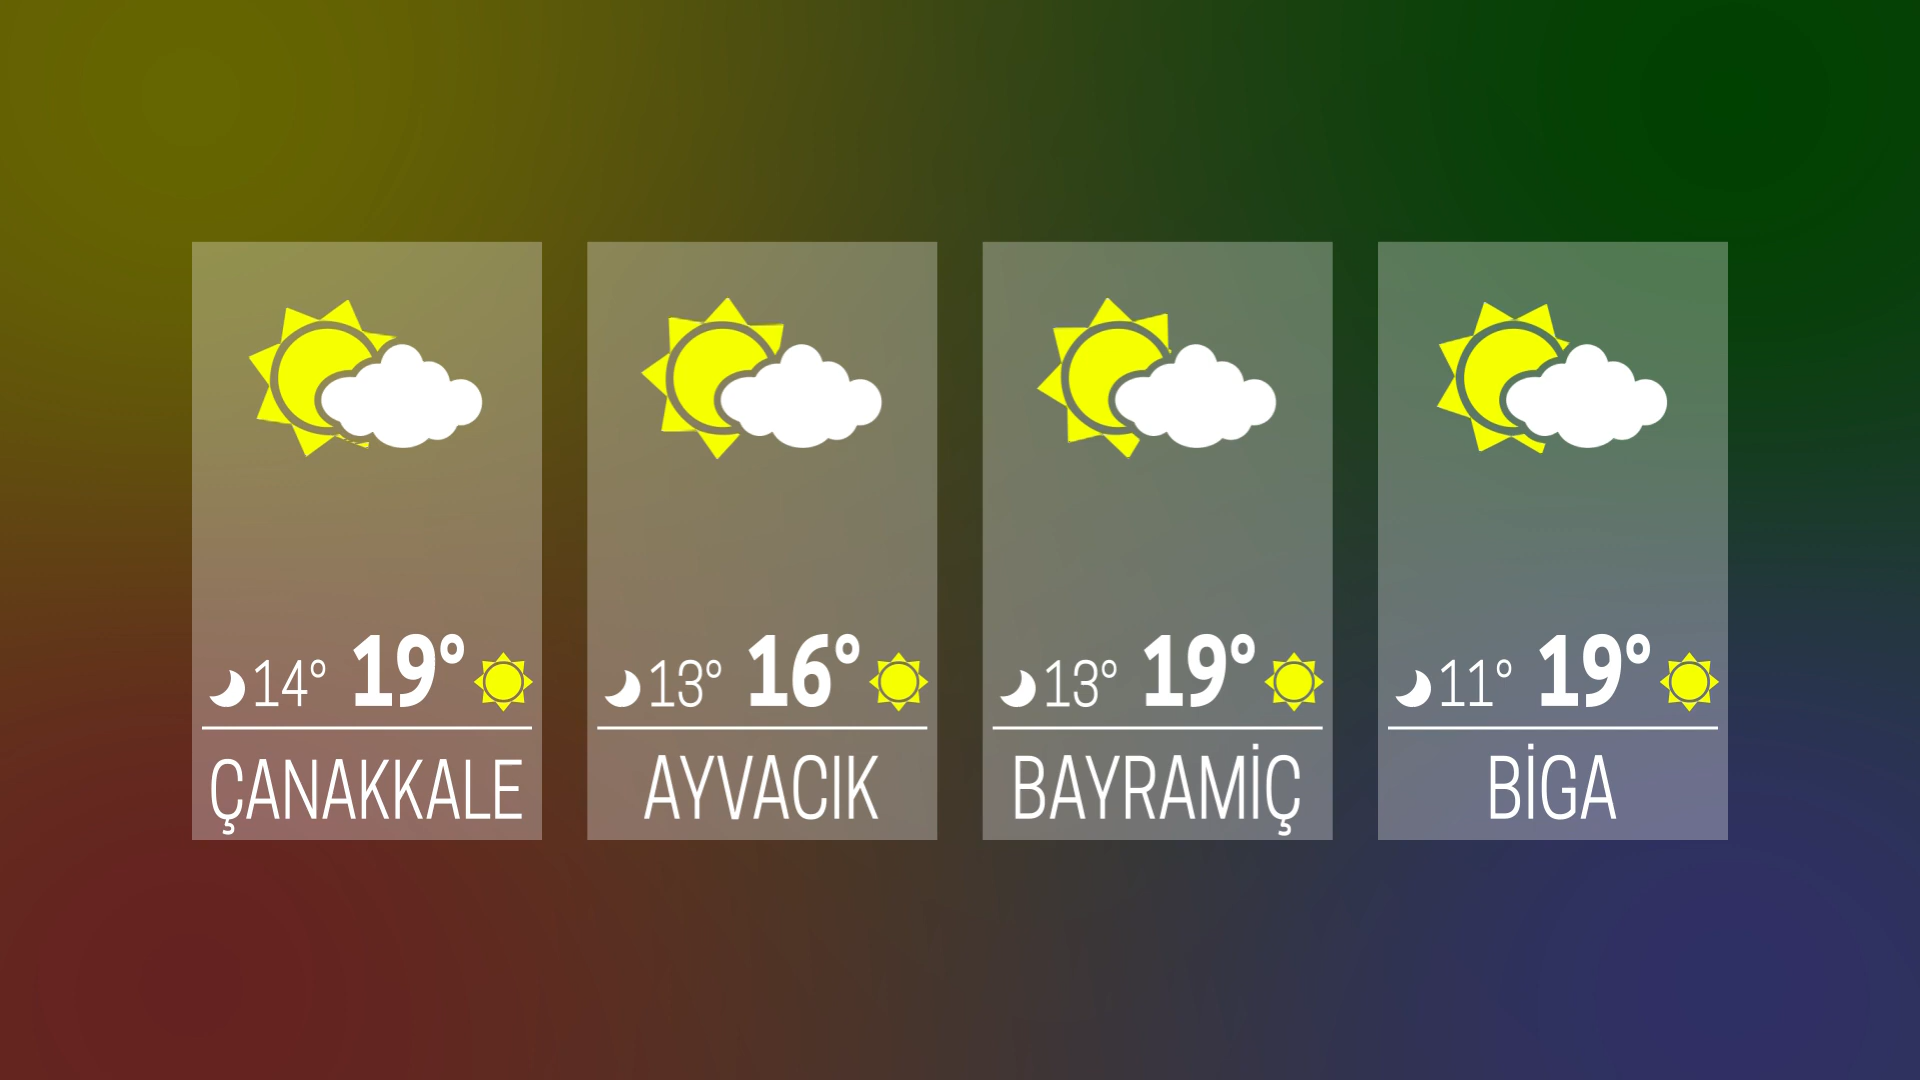 14° 19°
ÇANAKKALE
13° 16°
AYVACIK
13° 19°
BAYRAMİÇ
11° 19°
BİGA